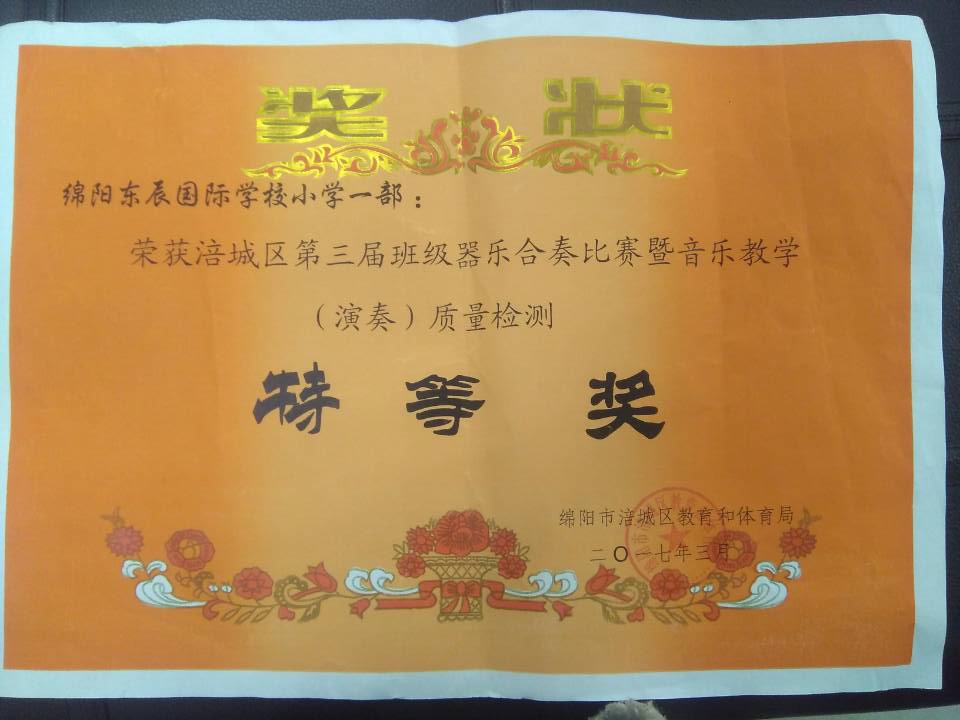 奖状
绵阳东辰国际学校小学一部：
荣获涪城区第三届班级器乐合奏比赛暨音乐教学
（演奏）质量检测
特等奖
绵阳市涪城区教育和体育局
二〇一七年三月